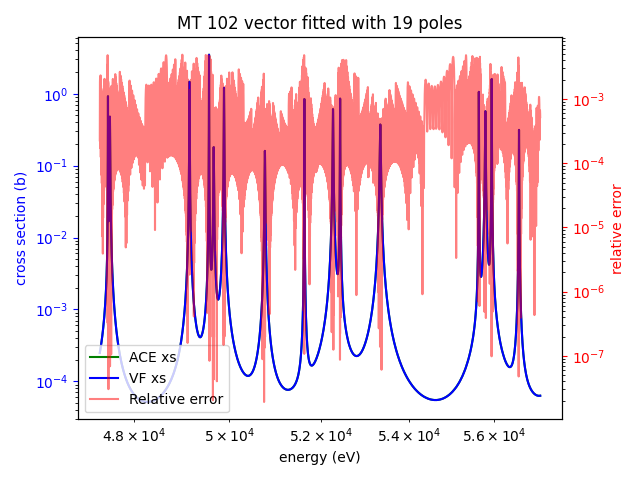 MT 102 vector fitted with 19 poles
cross section (b)
10⁰
10⁻¹
10⁻²
10⁻³
10⁻⁴
10⁻³
10⁻⁴
10⁻⁵
10⁻⁶
10⁻⁷
relative error
ACE xs
VF xs
Relative error
4.8 × 10⁴ 5 × 10⁴ 5.2 × 10⁴ 5.4 × 10⁴ 5.6 × 10⁴
energy (eV)